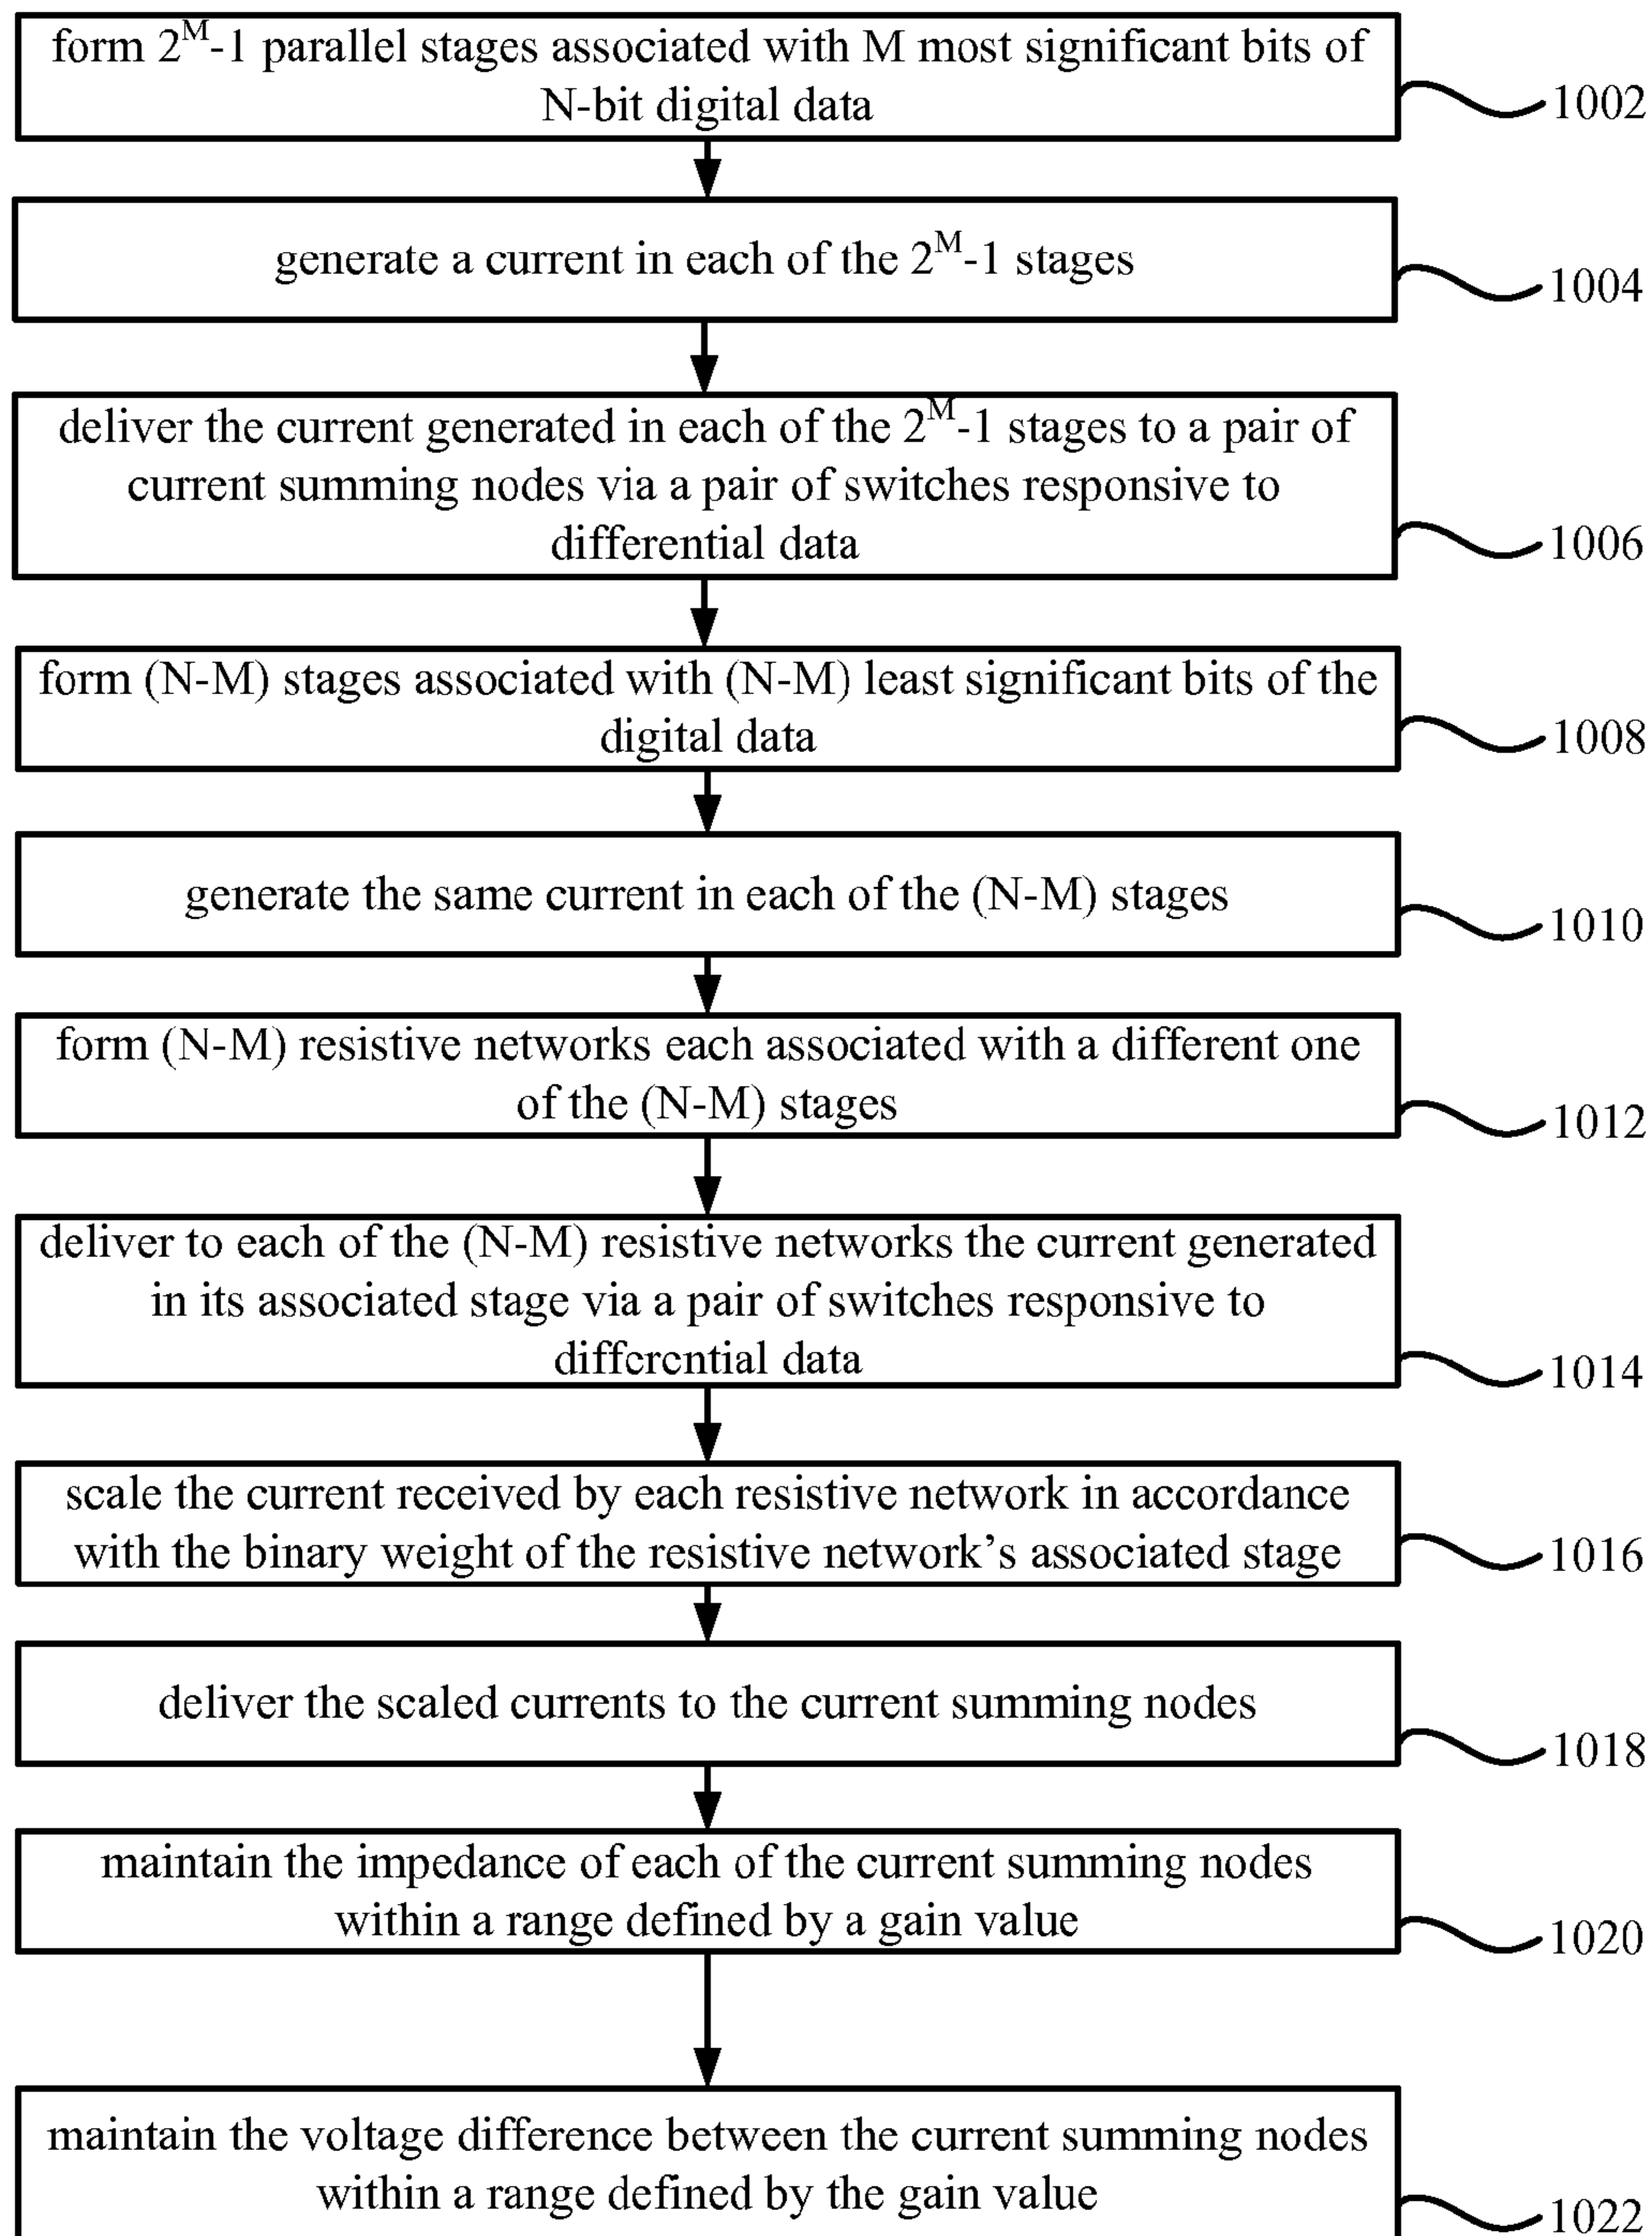 form 2^M-1 parallel stages associated with M most significant bits of
N-bit digital data
1002
generate a current in each of the 2^M-1 stages
1004
deliver the current generated in each of the 2^M-1 stages to a pair of
current summing nodes via a pair of switches responsive to
differential data
1006
form (N-M) stages associated with (N-M) least significant bits of the
digital data
1008
generate the same current in each of the (N-M) stages
1010
form (N-M) resistive networks each associated with a different one
of the (N-M) stages
1012
deliver to each of the (N-M) resistive networks the current generated
in its associated stage via a pair of switches responsive to
differential data
1014
scale the current received by each resistive network in accordance
with the binary weight of the resistive network’s associated stage
1016
deliver the scaled currents to the current summing nodes
1018
maintain the impedance of each of the current summing nodes
within a range defined by a gain value
1020
maintain the voltage difference between the current summing nodes
within a range defined by the gain value
1022